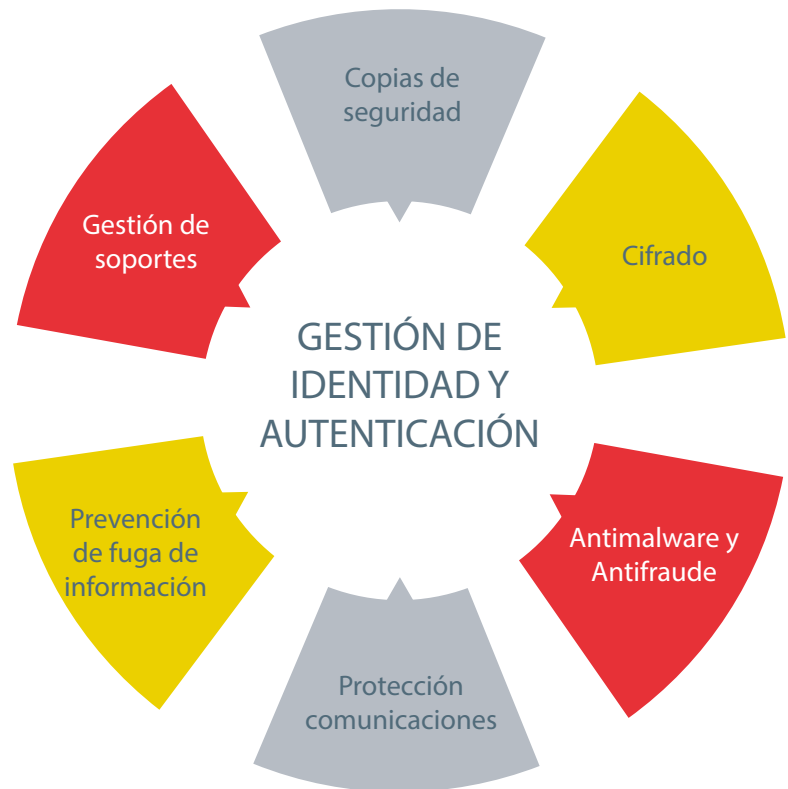 Copias de
seguridad
Cifrado
Antimalware y
Antifraude
Protección
comunicaciones
Prevención
de fuga de
información
Gestión de
soportes
GESTIÓN DE
IDENTIDAD Y
AUTENTICACIÓN